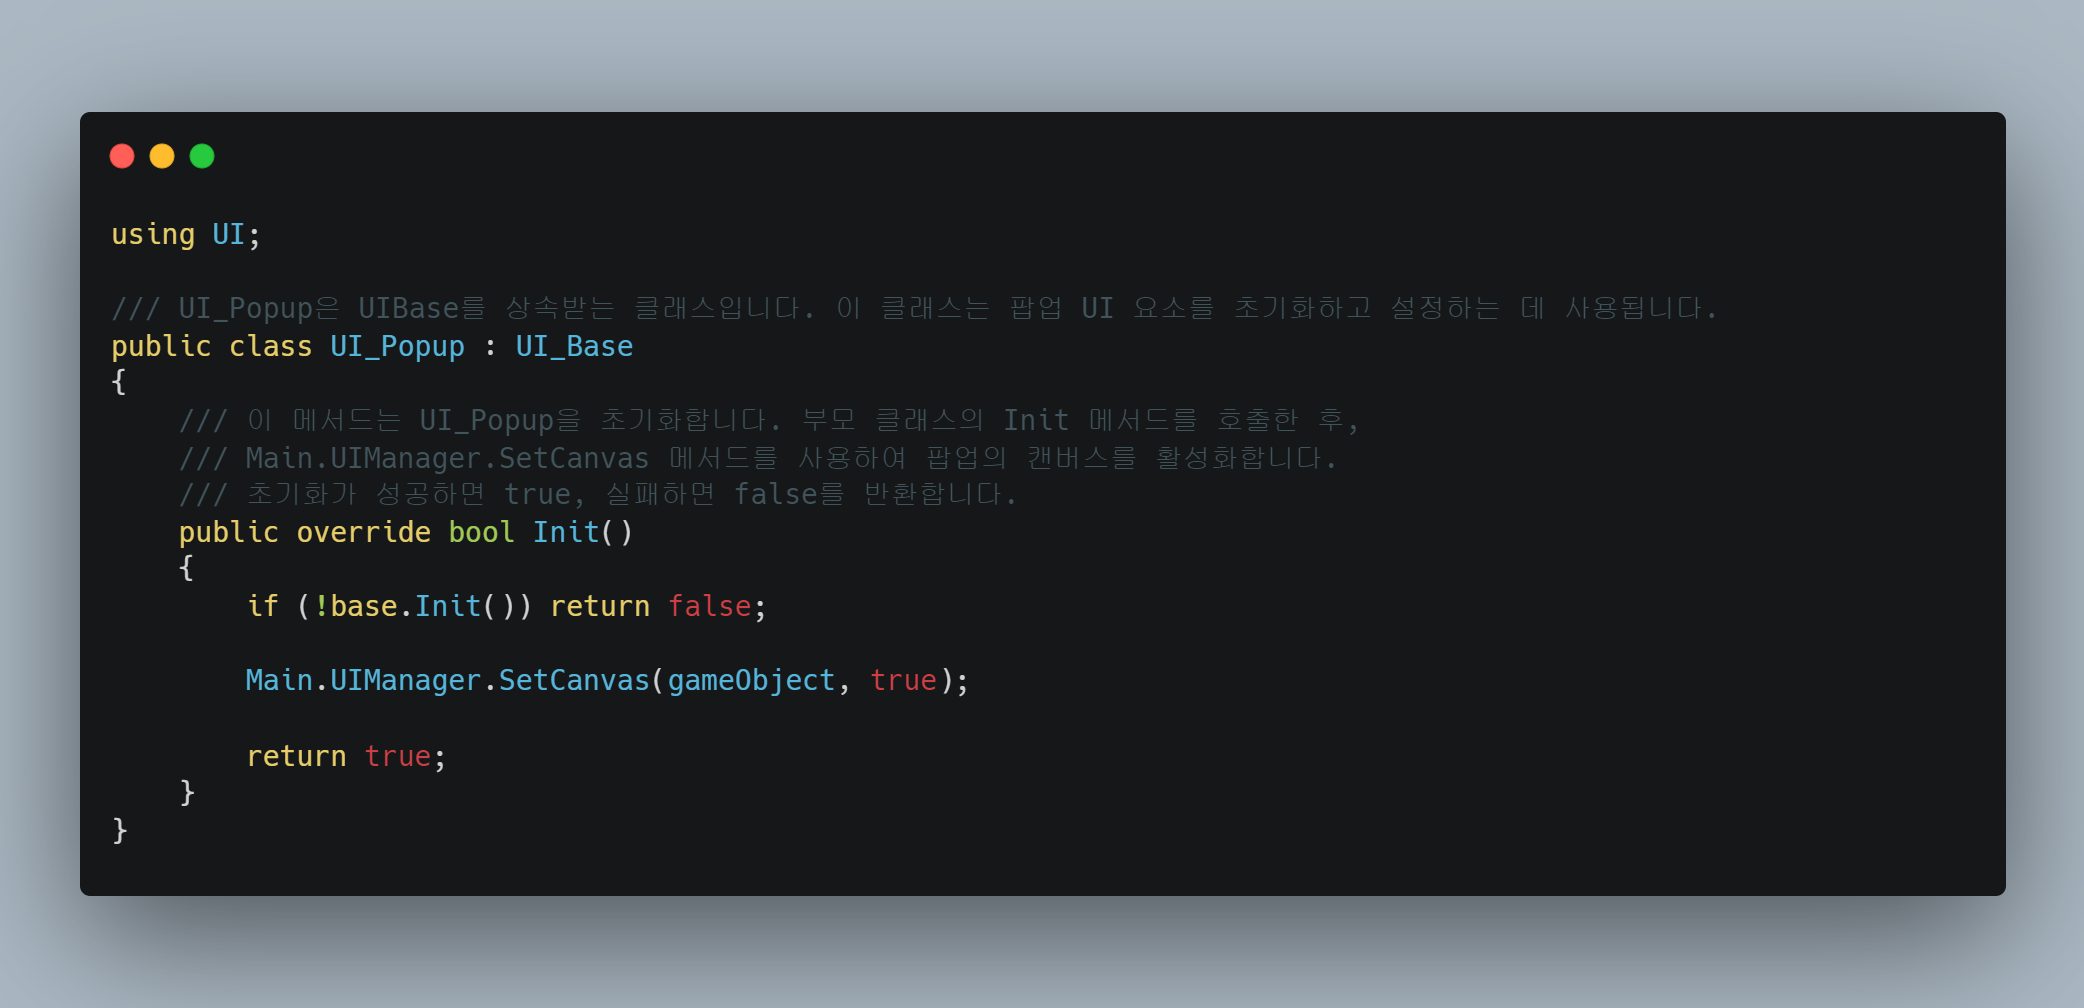 using UI;
/// UI_Popup은 UIBase를 상속받는 클래스입니다. 이 클래스는 팝업 UI 요소를 초기화하고 설정하는 데 사용됩니다.
public class UI_Popup : UI_Base
{
    /// 이 메서드는 UI_Popup을 초기화합니다. 부모 클래스의 Init 메서드를 호출한 후,
    /// Main.UIManager.SetCanvas 메서드를 사용하여 팝업의 캔버스를 활성화합니다.
    /// 초기화가 성공하면 true, 실패하면 false를 반환합니다.
    public override bool Init()
    {
        if (!base.Init()) return false;
        Main.UIManager.SetCanvas(gameObject, true);
        return true;
    }
}